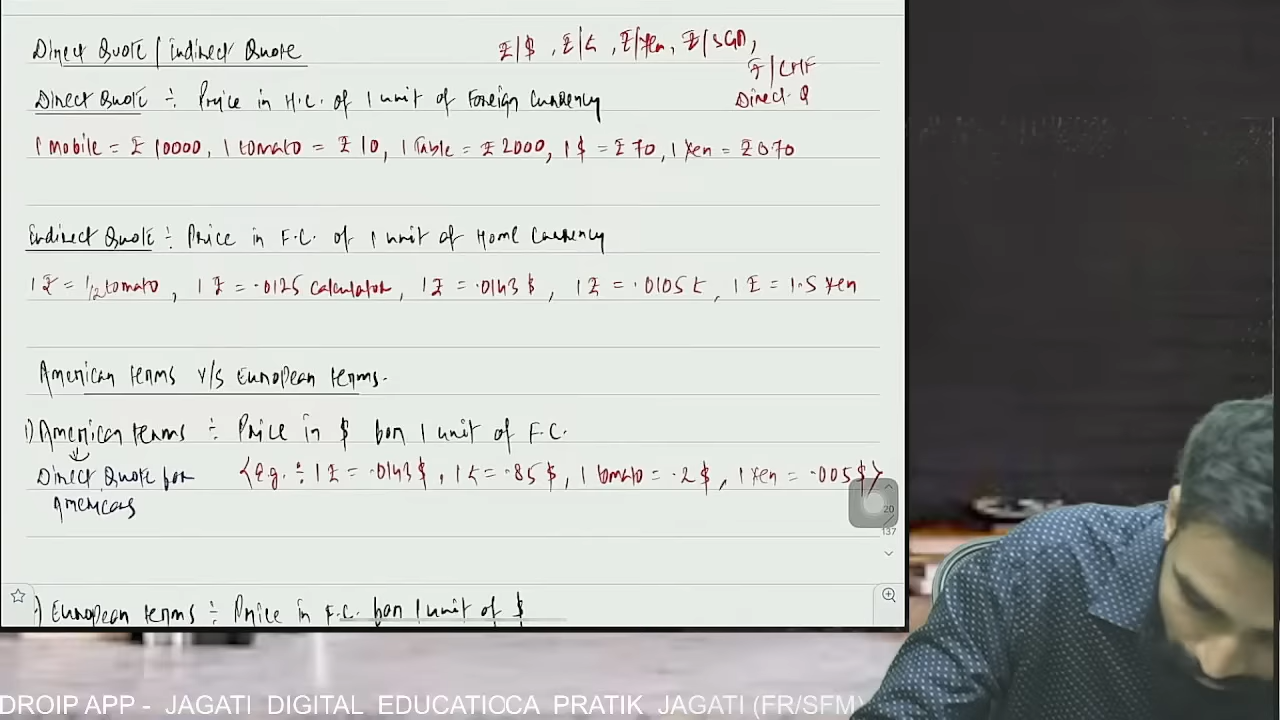 Direct Quote / Indirect Quote
₹/$ , ₹/£ , ₹/Yen, ₹/SGD,
₹/CHF
Direct Q
Direct Quote ÷ Price in H.C. of 1 unit of Foreign Currency
1 Mobile = ₹ 10000, 1 tomato = ₹ 10, 1 Table = ₹ 2000, 1 $ = ₹ 70, 1 Yen = ₹ 0.70
Indirect Quote ÷ Price in F.C. of 1 unit of Home Currency
1 ₹ = 1/2 tomato , 1 ₹ = .0125 calculator, 1 ₹ = .0143 $ , 1 ₹ = .0105 £ , 1 ₹ = 1.5 Yen
American terms v/s European terms.
1) American terms ÷ Price in $ for 1 unit of F.C.
Direct Quote for
Americans
<e.g. ÷ 1 ₹ = .0143 $ , 1 £ = .85 $ , 1 tomato = .2 $ , 1 Yen = .005 $>
20
137
) European terms ÷ Price in F.C. for 1 unit of $
DROIP APP - JAGATI DIGITAL EDUCATIOCA PRATIK JAGATI (FR/SFM)